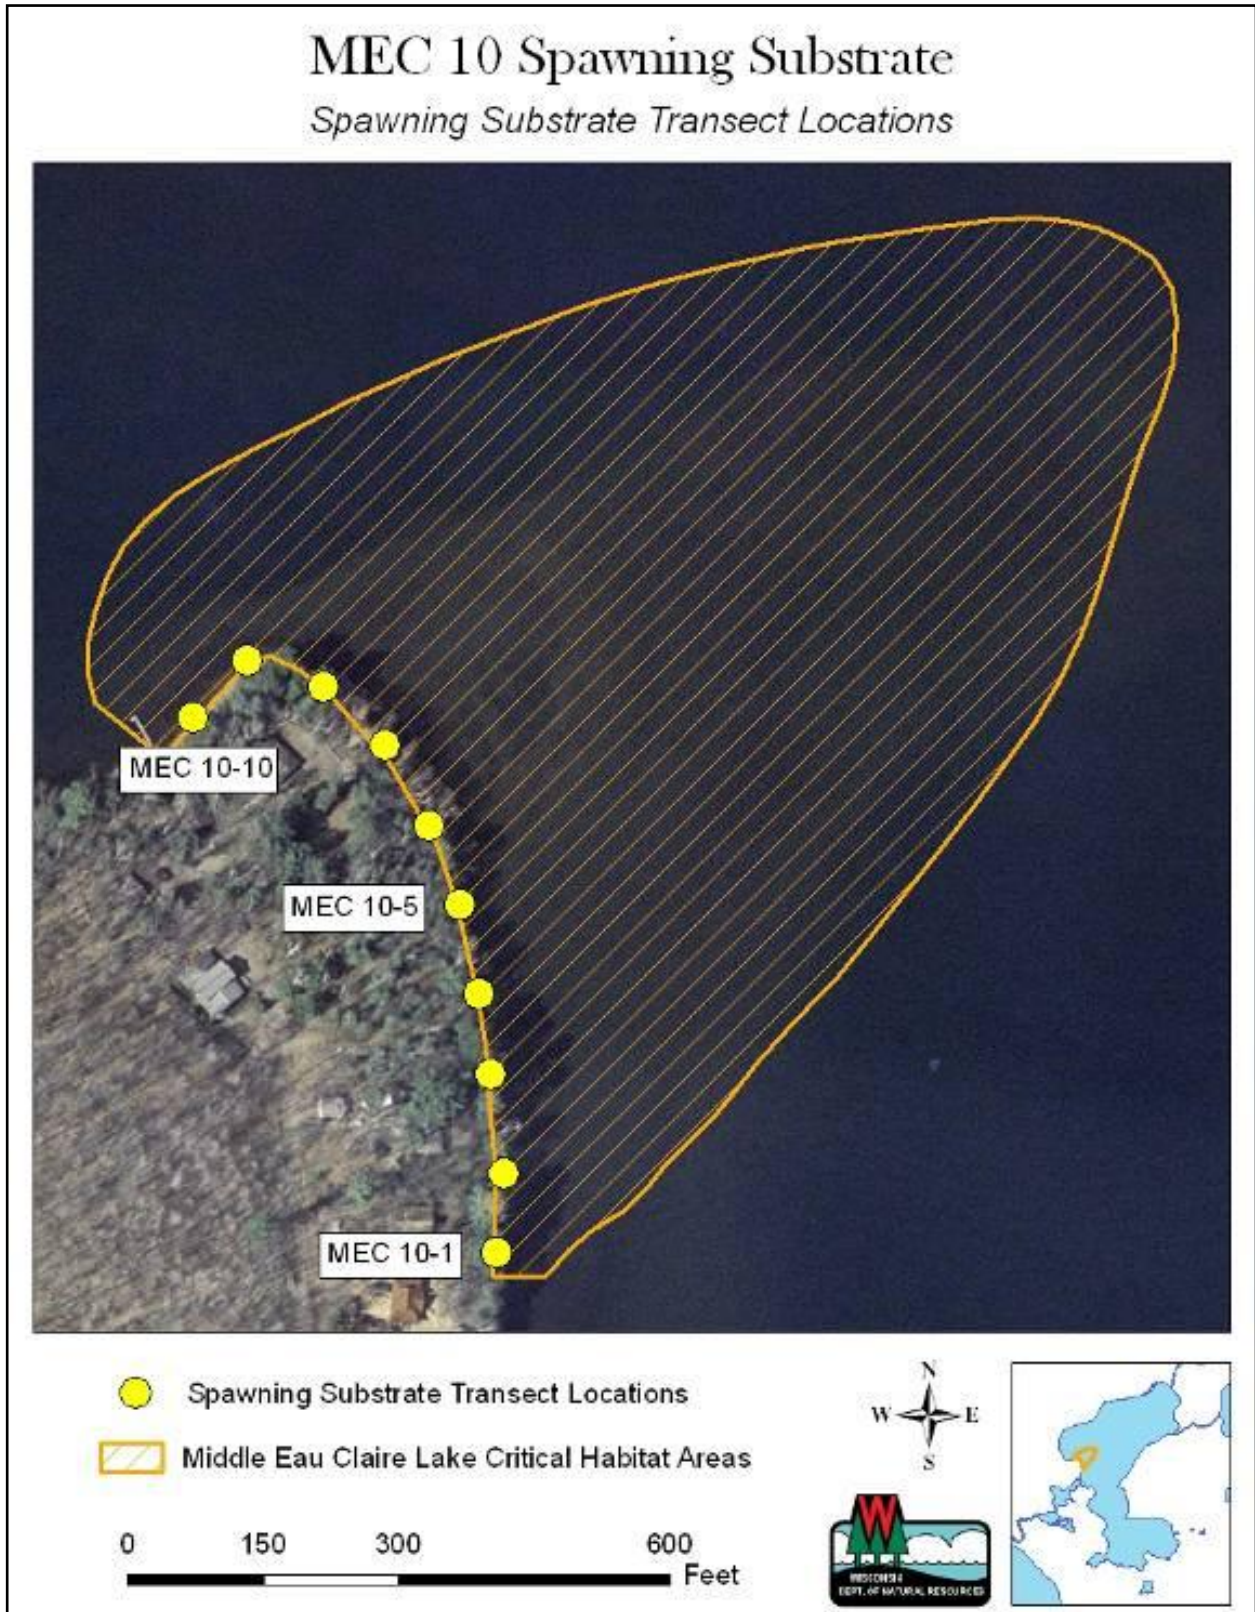 MEC 10 Spawning Substrate
Spawning Substrate Transect Locations
MEC 10-10
MEC 10-5
MEC 10-1
Spawning Substrate Transect Locations
Middle Eau Claire Lake Critical Habitat Areas
0 150 300 600
Feet
N
W E
S
W
WISCONSIN
DEPT. OF NATURAL RESOURCES